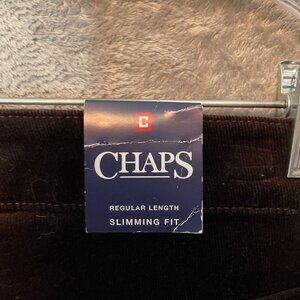 C
CHAPS
REGULAR LENGTH
SLIMMING FIT